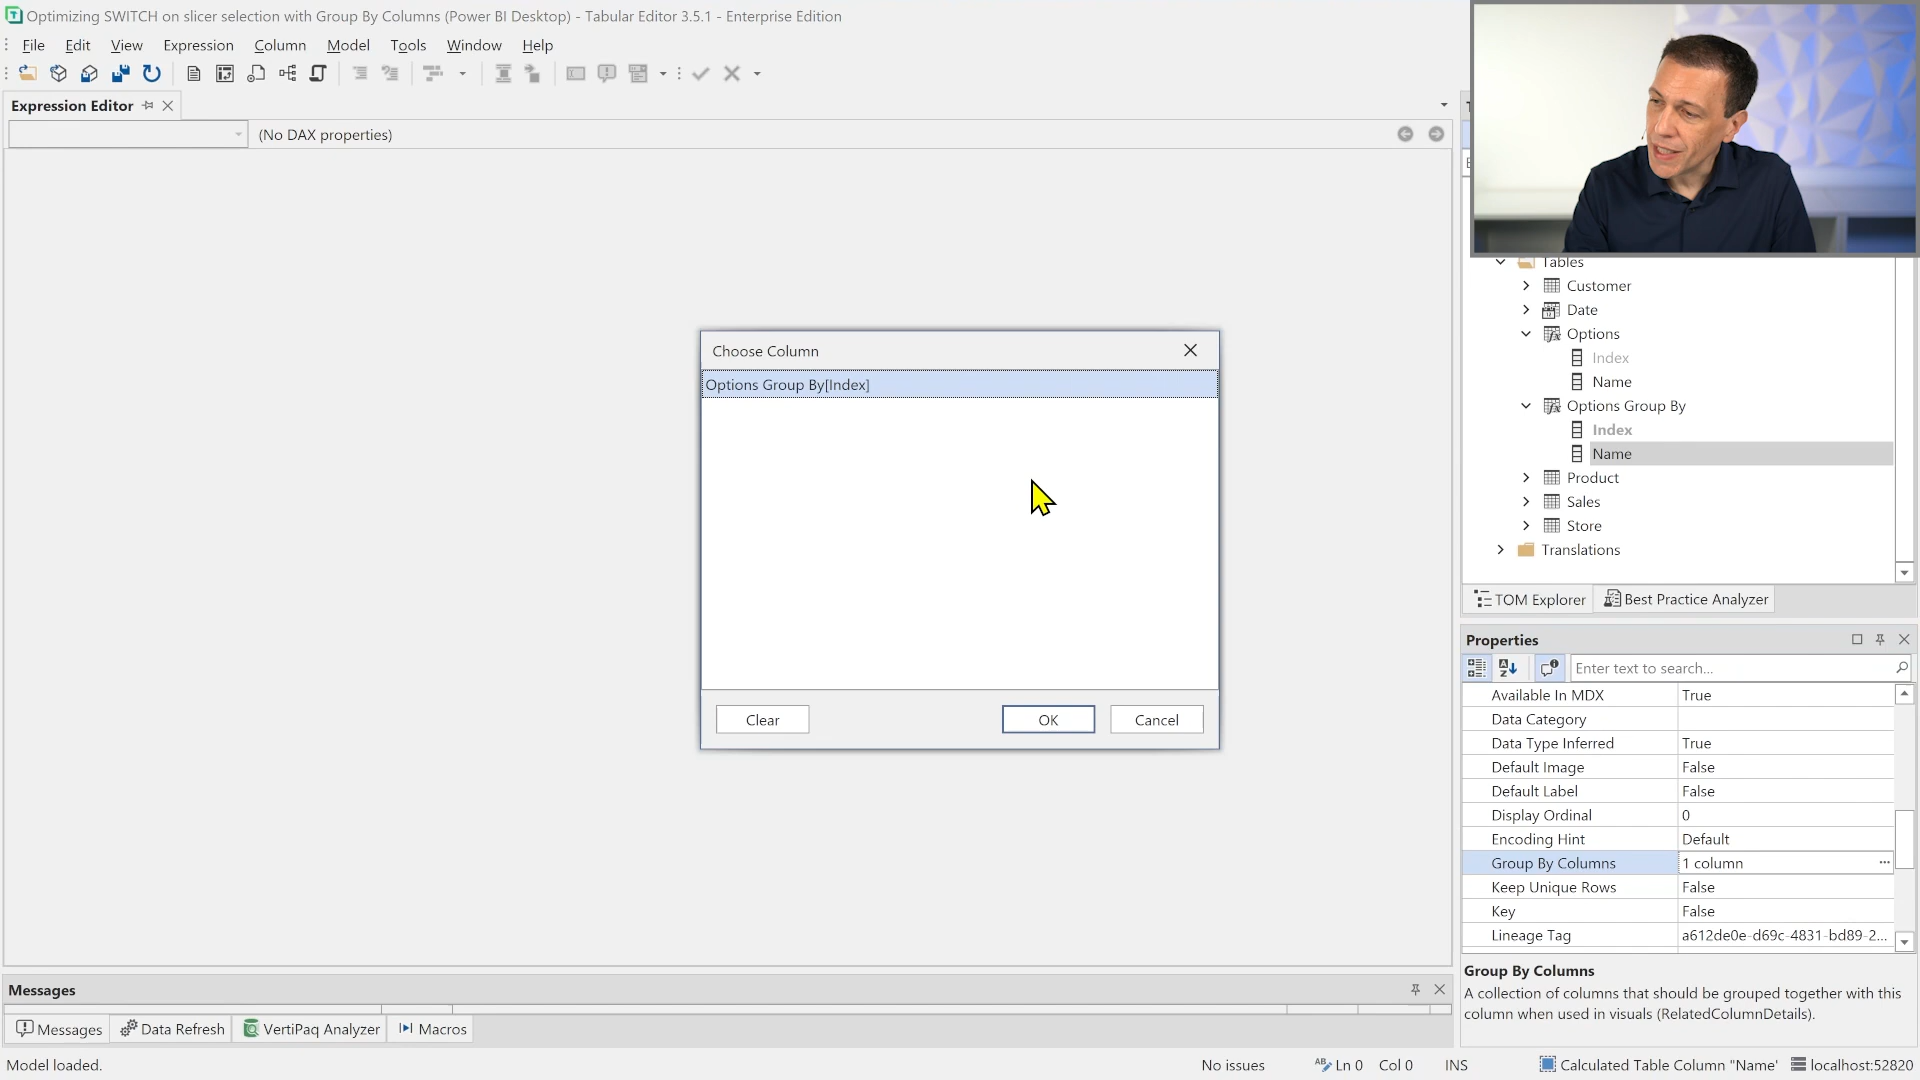 Optimizing SWITCH on slicer selection with Group By Columns (Power BI Desktop) - Tabular Editor 3.5.1 - Enterprise Edition
File Edit View Expression Column Model Tools Window Help
Expression Editor
(No DAX properties)
Choose Column
Options Group By[Index]
Clear OK Cancel
Tables
Customer
Date
Options
Index
Name
Options Group By
Index
Name
Product
Sales
Store
Translations
TOM Explorer Best Practice Analyzer
Properties
Enter text to search...
Available In MDX True
Data Category
Data Type Inferred True
Default Image False
Default Label False
Display Ordinal 0
Encoding Hint Default
Group By Columns 1 column ...
Keep Unique Rows False
Key False
Lineage Tag a612de0e-d69c-4831-bd89-2...
Group By Columns
A collection of columns that should be grouped together with this
column when used in visuals (RelatedColumnDetails).
Messages
Messages Data Refresh VertiPaq Analyzer Macros
Model loaded. No issues Ln 0 Col 0 INS Calculated Table Column "Name" localhost:52820